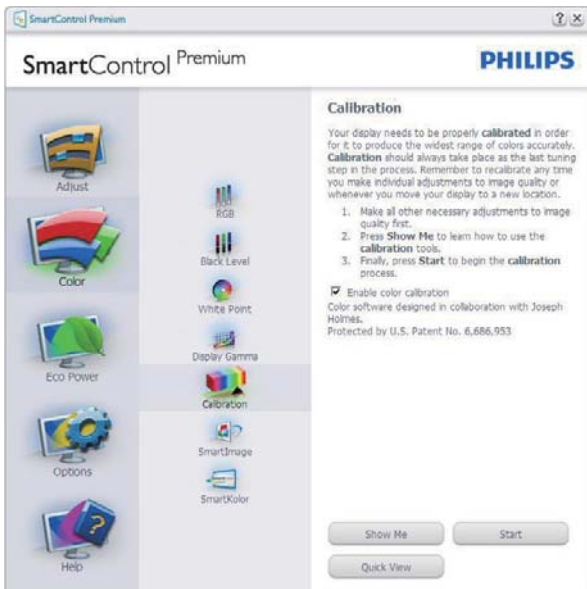 SmartControl Premium
SmartControl Premium
PHILIPS
Adjust
Color
Eco Power
Options
Help
RGB
Black Level
White Point
Display Gamma
Calibration
SmartImage
SmartKolor
Calibration
Your display needs to be properly calibrated in order
for it to produce the widest range of colors accurately.
Calibration should always take place as the last tuning
step in the process. Remember to recalibrate any time
you make individual adjustments to image quality or
whenever you move your display to a new location.
1. Make all other necessary adjustments to image
quality first.
2. Press Show Me to learn how to use the
calibration tools.
3. Finally, press Start to begin the calibration
process.
Enable color calibration
Color software designed in collaboration with Joseph
Holmes.
Protected by U.S. Patent No. 6,686,953
Show Me
Start
Quick View